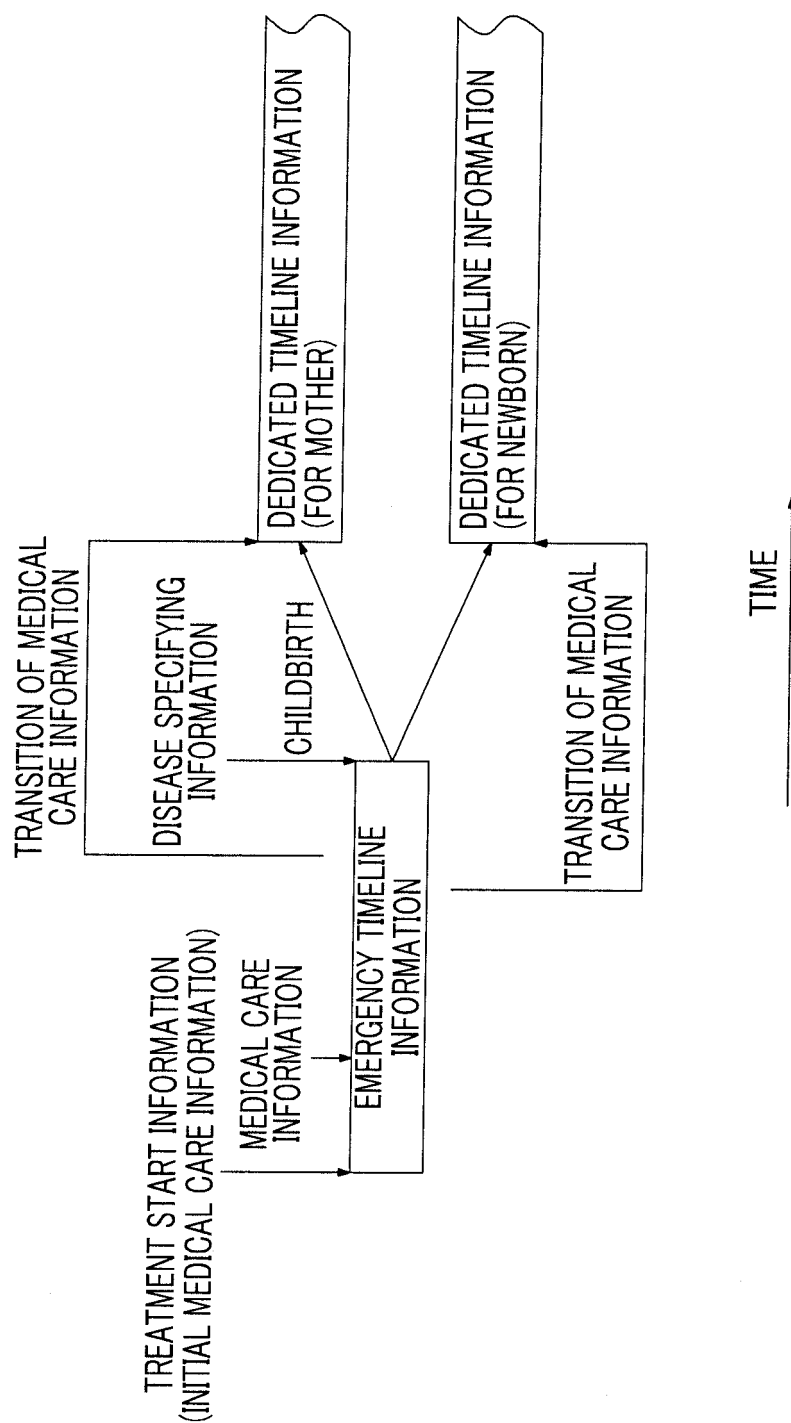 TREATMENT START INFORMATION
(INITIAL MEDICAL CARE INFORMATION)
MEDICAL CARE
INFORMATION
EMERGENCY TIMELINE
INFORMATION
TRANSITION OF MEDICAL
CARE INFORMATION
DISEASE SPECIFYING
INFORMATION
CHILDBIRTH
DEDICATED TIMELINE INFORMATION
(FOR MOTHER)
DEDICATED TIMELINE INFORMATION
(FOR NEWBORN)
TRANSITION OF MEDICAL
CARE INFORMATION
TIME